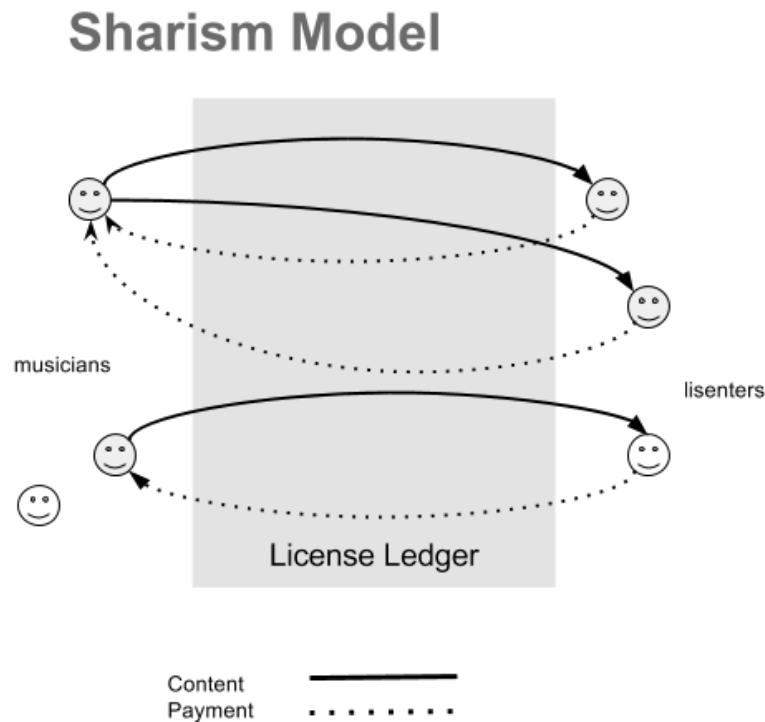 Sharism Model
musicians
lisenters
License Ledger
Content
Payment